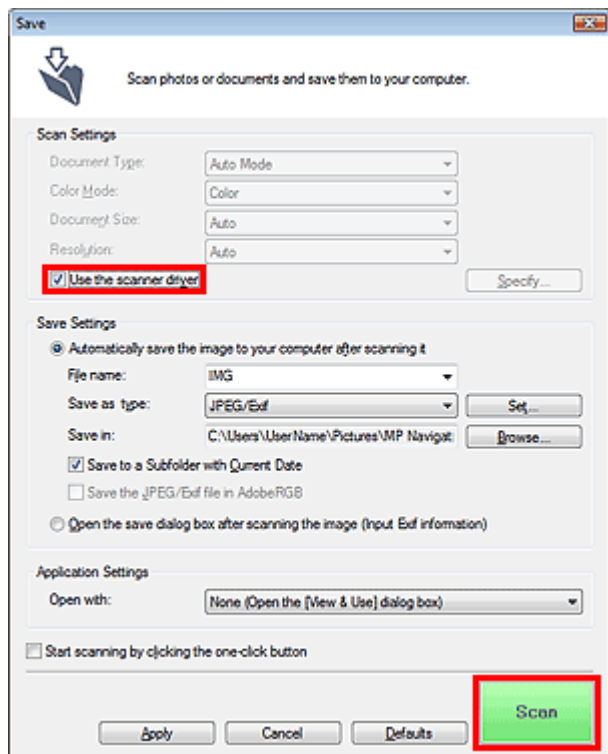 Save
Scan photos or documents and save them to your computer.
Scan Settings
Document Type: Auto Mode
Color Mode: Color
Document Size: Auto
Resolution: Auto
Use the scanner driver Specify...
Save Settings
Automatically save the image to your computer after scanning it
File name: IMG
Save as type: JPEG/Exif Set...
Save in: C:\Users\UserName\Pictures\MP Navigat Browse...
Save to a Subfolder with Current Date
Save the JPEG/Exif file in AdobeRGB
Open the save dialog box after scanning the image (Input Exif information)
Application Settings
Open with: None (Open the [View & Use] dialog box)
Start scanning by clicking the one-click button
Apply Cancel Defaults Scan